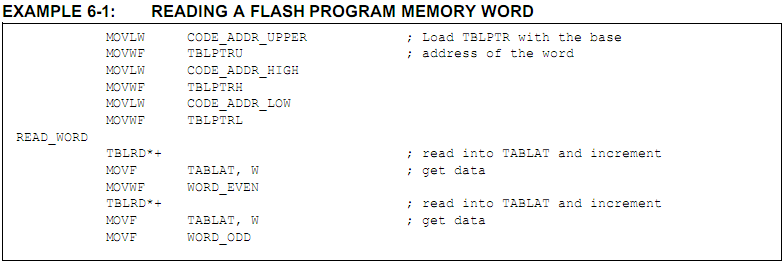 EXAMPLE 6-1: READING A FLASH PROGRAM MEMORY WORD
MOVLW CODE_ADDR_UPPER ; Load TBLPTR with the base
MOVWF TBLPTRU ; address of the word
MOVLW CODE_ADDR_HIGH
MOVWF TBLPTRH
MOVLW CODE_ADDR_LOW
MOVWF TBLPTRL
READ_WORD
TBLRD*+ ; read into TABLAT and increment
MOVF TABLAT, W ; get data
MOVWF WORD_EVEN
TBLRD*+ ; read into TABLAT and increment
MOVF TABLAT, W ; get data
MOVF WORD_ODD